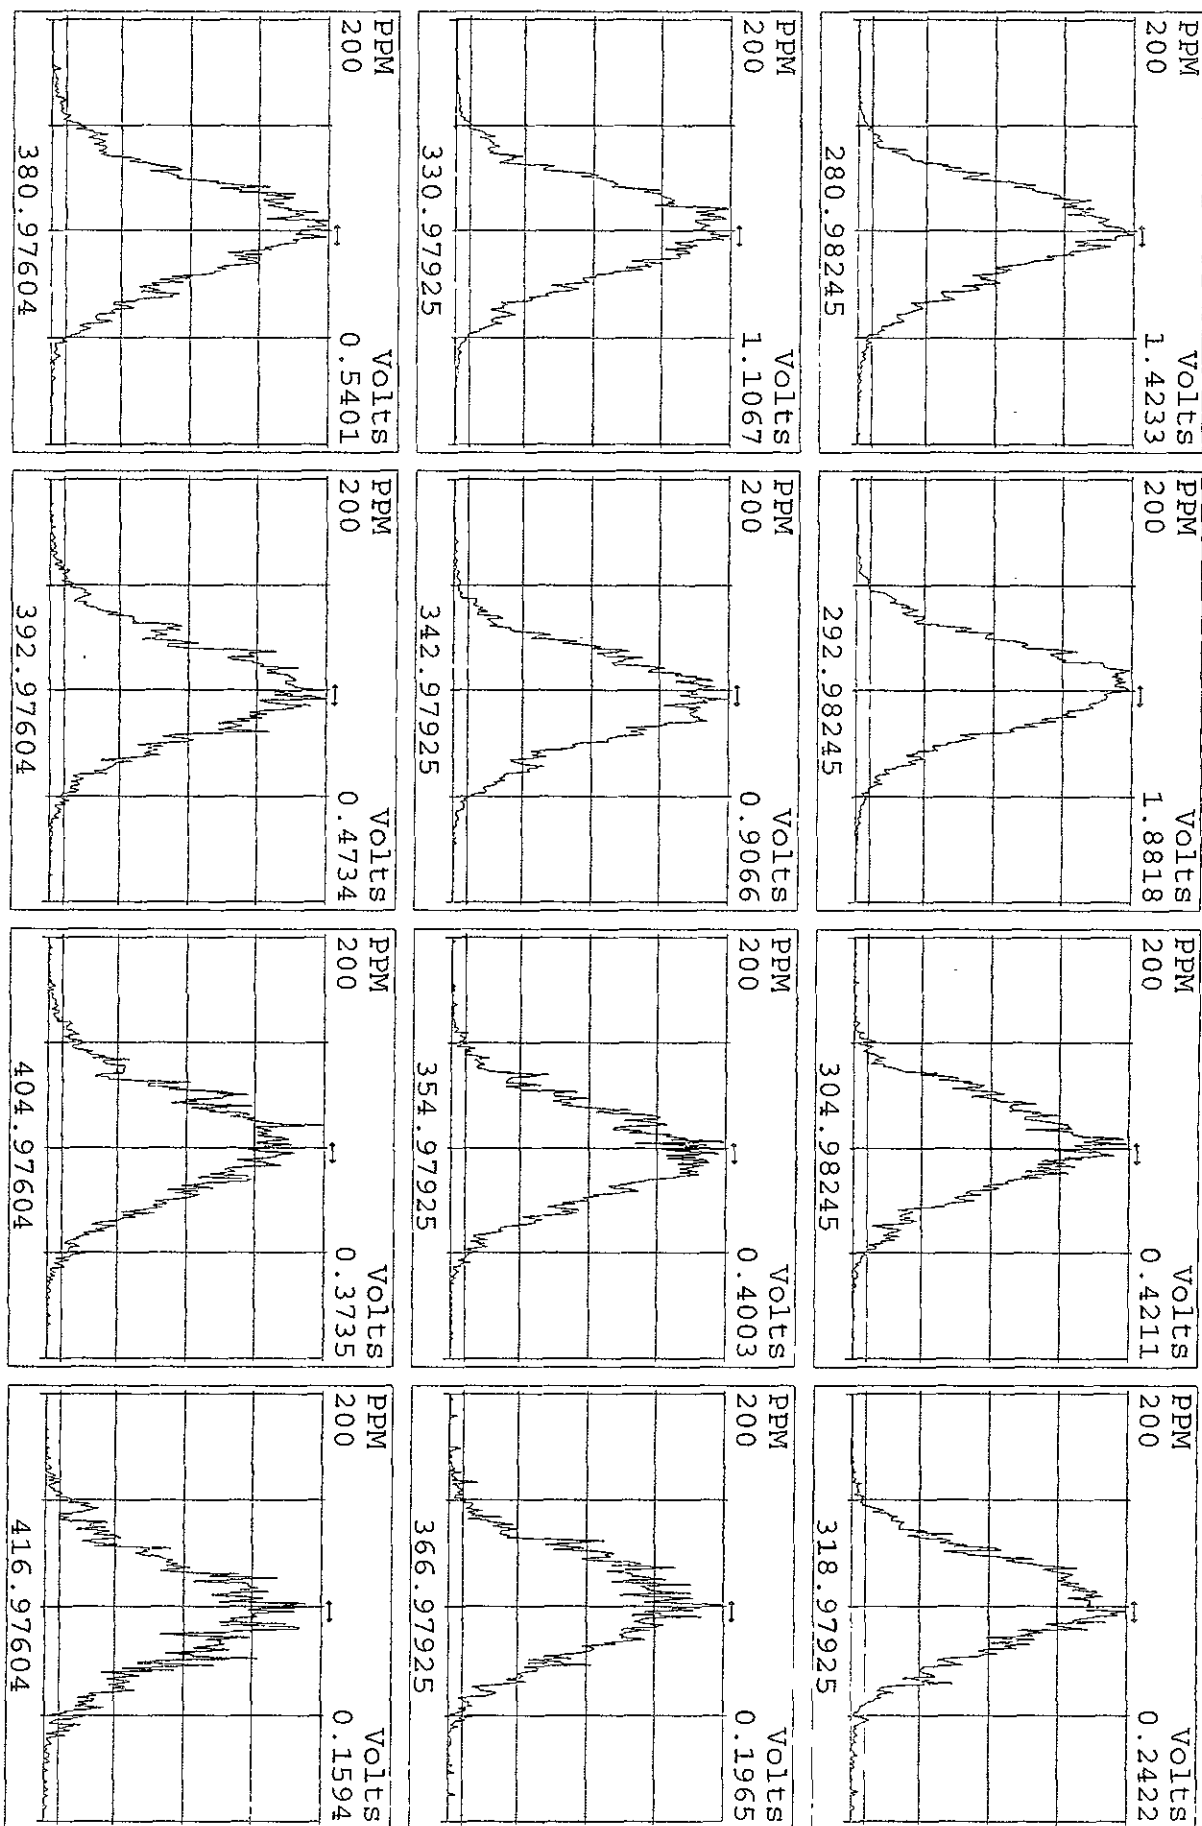 PPM Volts
200 1.4233
280.98245
PPM Volts
200 1.8818
292.98245
PPM Volts
200 0.4211
304.98245
PPM Volts
200 0.2422
318.97925
PPM Volts
200 1.1067
330.97925
PPM Volts
200 0.9066
342.97925
PPM Volts
200 0.4003
354.97925
PPM Volts
200 0.1965
366.97925
PPM Volts
200 0.5401
380.97604
PPM Volts
200 0.4734
392.97604
PPM Volts
200 0.3735
404.97604
PPM Volts
200 0.1594
416.97604